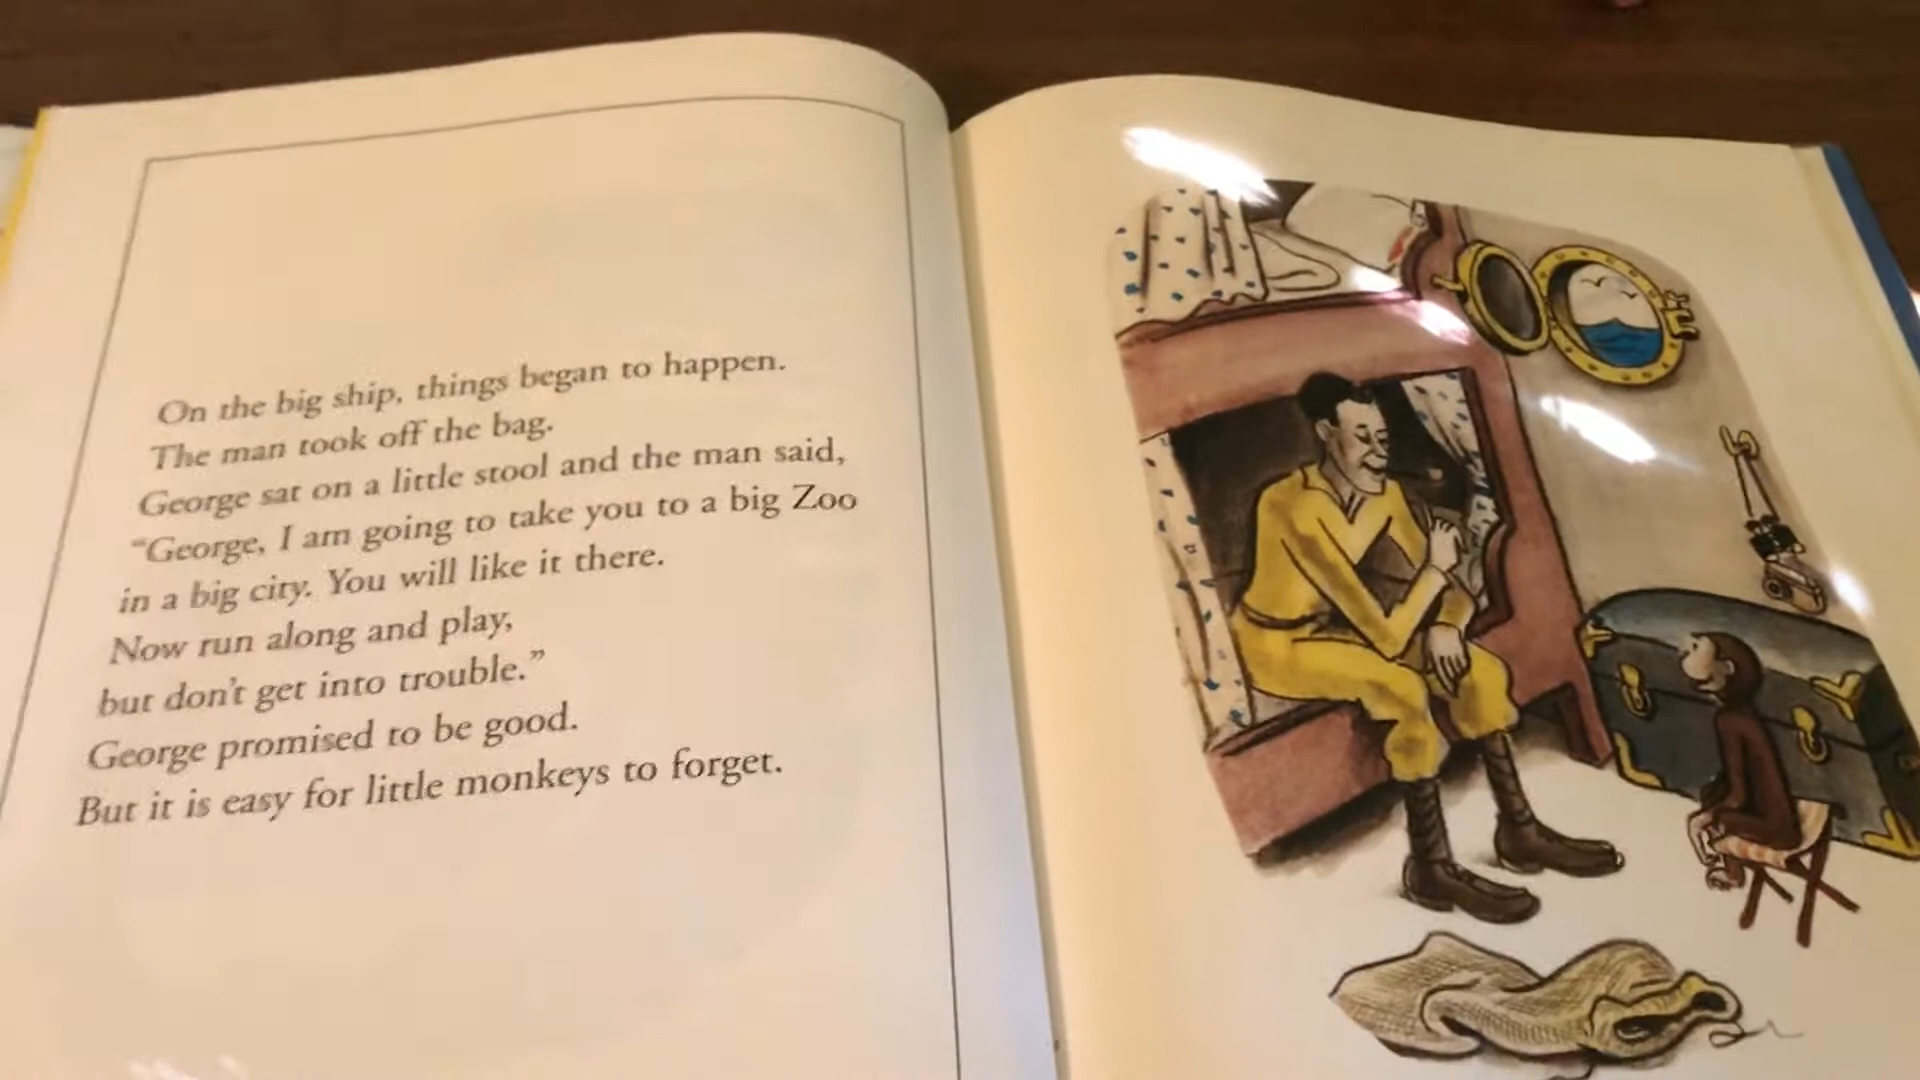 On the big ship, things began to happen.
The man took off the bag.
George sat on a little stool and the man said,
“George, I am going to take you to a big Zoo
in a big city. You will like it there.
Now run along and play,
but don’t get into trouble.”
George promised to be good.
But it is easy for little monkeys to forget.